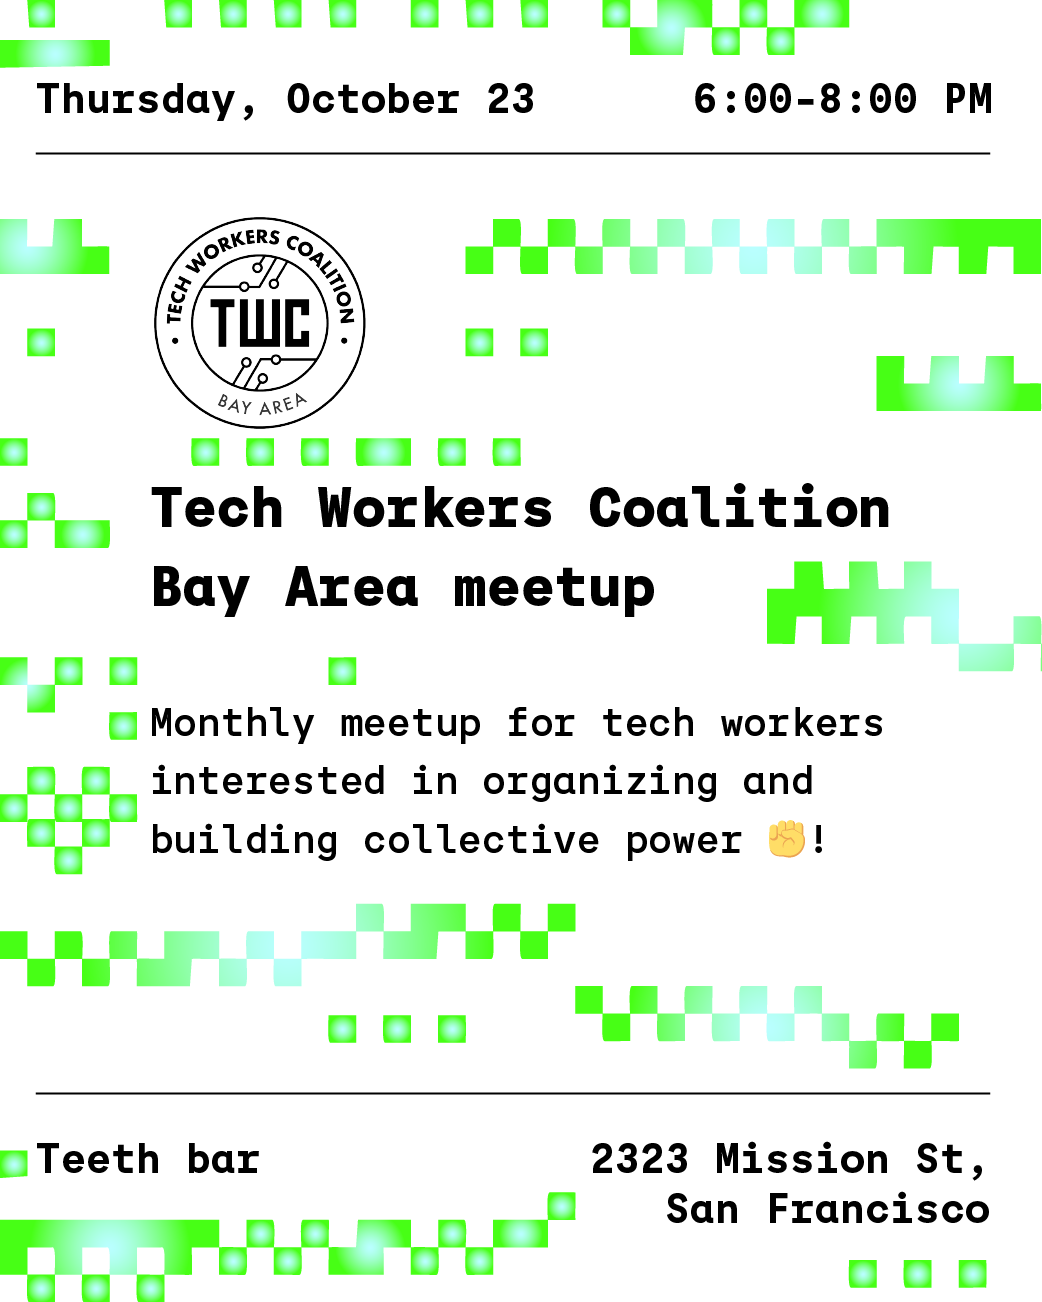 Thursday, October 23 6:00-8:00 PM
TECH WORKERS COALITION
TWC
BAY AREA
Tech Workers Coalition
Bay Area meetup
Monthly meetup for tech workers
interested in organizing and
building collective power ✊!
Teeth bar
2323 Mission St,
San Francisco